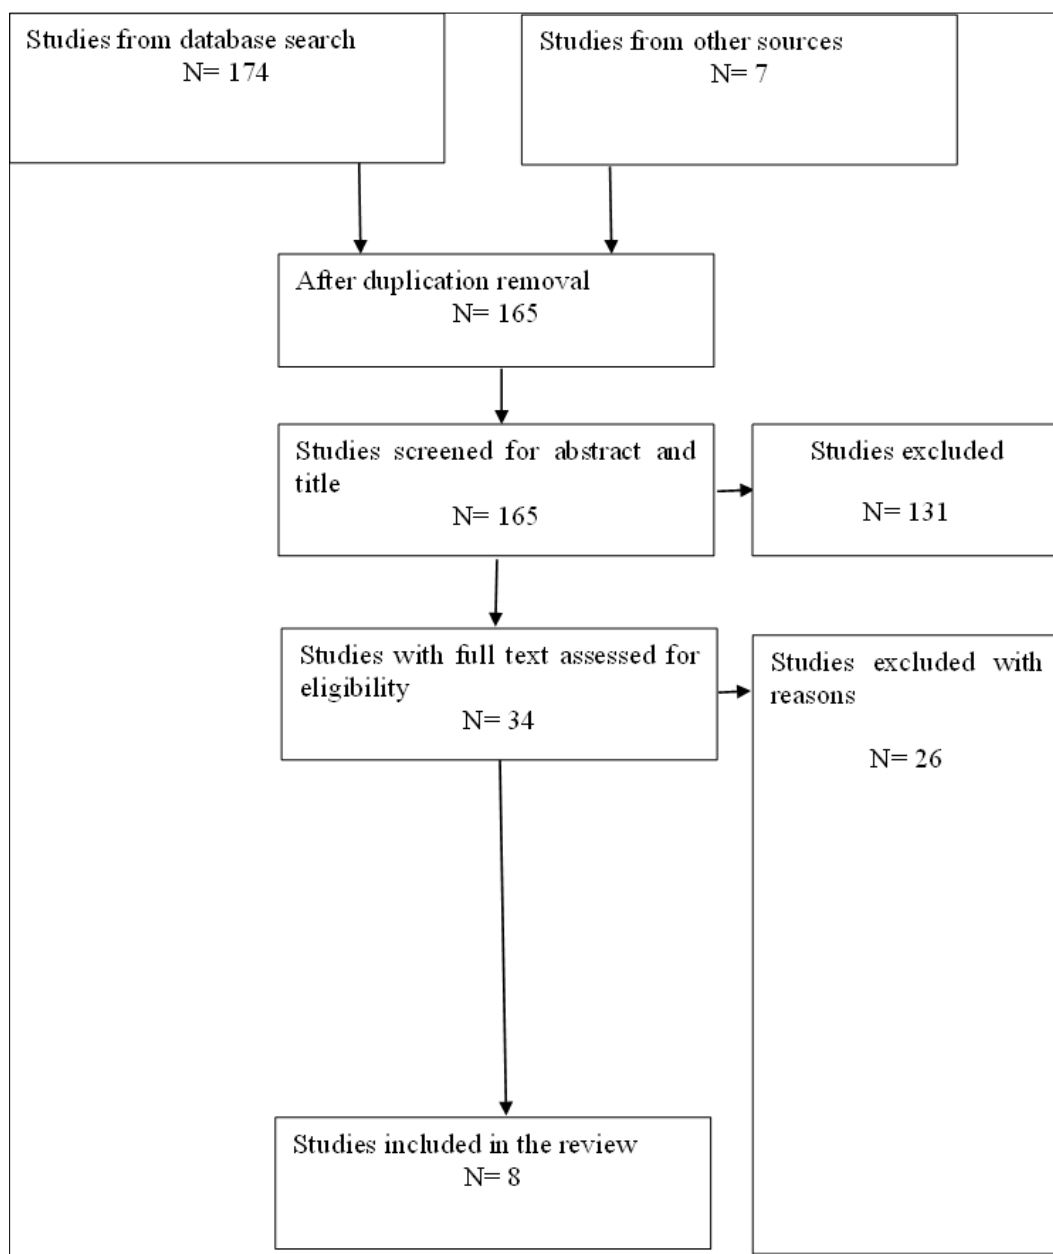 Studies from database search
N= 174
Studies from other sources
N= 7
After duplication removal
N= 165
Studies screened for abstract and
title
N= 165
Studies excluded
N= 131
Studies with full text assessed for
eligibility
N= 34
Studies excluded with
reasons
N= 26
Studies included in the review
N= 8